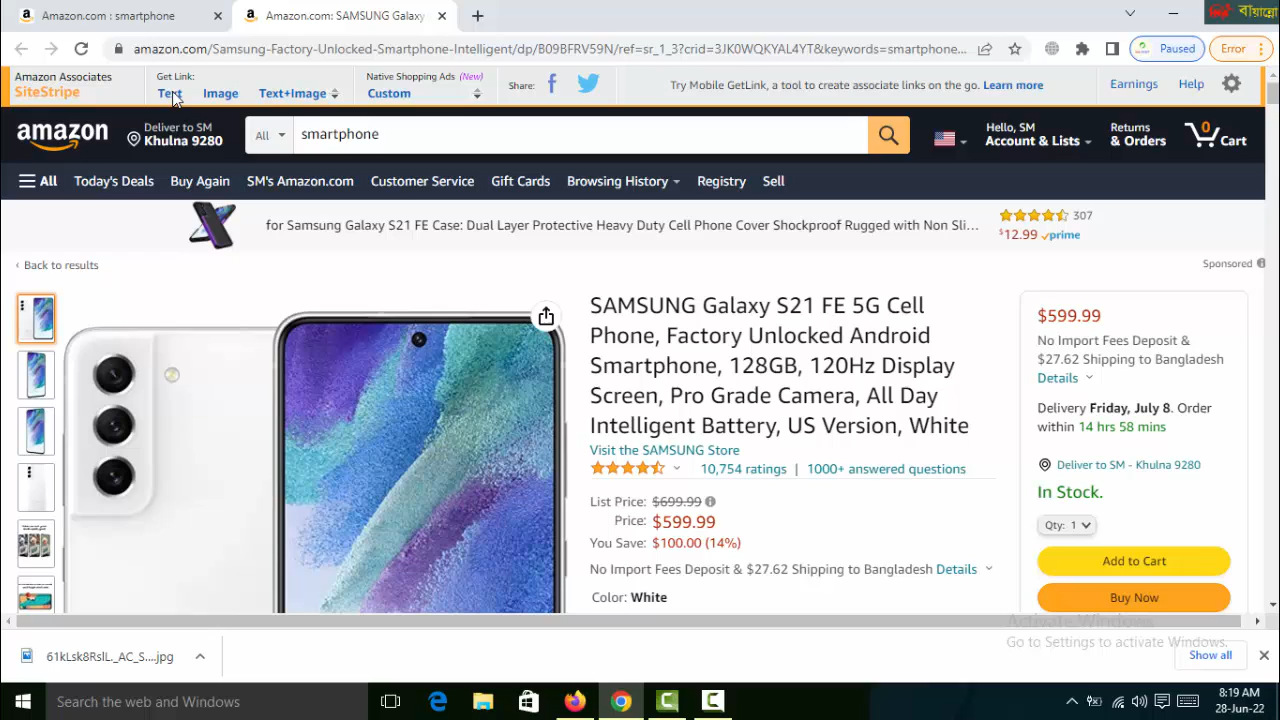 Amazon.com : smartphone
Amazon.com: SAMSUNG Galaxy
বায়ান্নো
amazon.com/Samsung-Factory-Unlocked-Smartphone-Intelligent/dp/B09BFRV59N/ref=sr_1_3?crid=3JK0WQKYAL4YT&keywords=smartphone...
Paused
Error
Amazon Associates
SiteStripe
Get Link:
Text
Image
Text+Image
Native Shopping Ads (New)
Custom
Share:
Try Mobile GetLink, a tool to create associate links on the go. Learn more
Earnings
Help
amazon
Deliver to SM
Khulna 9280
All
smartphone
Hello, SM
Account & Lists
Returns
& Orders
0
Cart
All
Today's Deals
Buy Again
SM's Amazon.com
Customer Service
Gift Cards
Browsing History
Registry
Sell
for Samsung Galaxy S21 FE Case: Dual Layer Protective Heavy Duty Cell Phone Cover Shockproof Rugged with Non Sli...
307
$12.99 prime
‹ Back to results
Sponsored
SAMSUNG Galaxy S21 FE 5G Cell
Phone, Factory Unlocked Android
Smartphone, 128GB, 120Hz Display
Screen, Pro Grade Camera, All Day
Intelligent Battery, US Version, White
Visit the SAMSUNG Store
10,754 ratings | 1000+ answered questions
List Price: $699.99
Price: $599.99
You Save: $100.00 (14%)
No Import Fees Deposit & $27.62 Shipping to Bangladesh Details
Color: White
$599.99
No Import Fees Deposit &
$27.62 Shipping to Bangladesh
Details
Delivery Friday, July 8. Order
within 14 hrs 58 mins
Deliver to SM - Khulna 9280
In Stock.
Qty: 1
Add to Cart
Buy Now
Activate Windows
Go to Settings to activate Windows.
61kLsk8RslL._AC_S....jpg
Show all
Search the web and Windows
8:19 AM
28-Jun-22